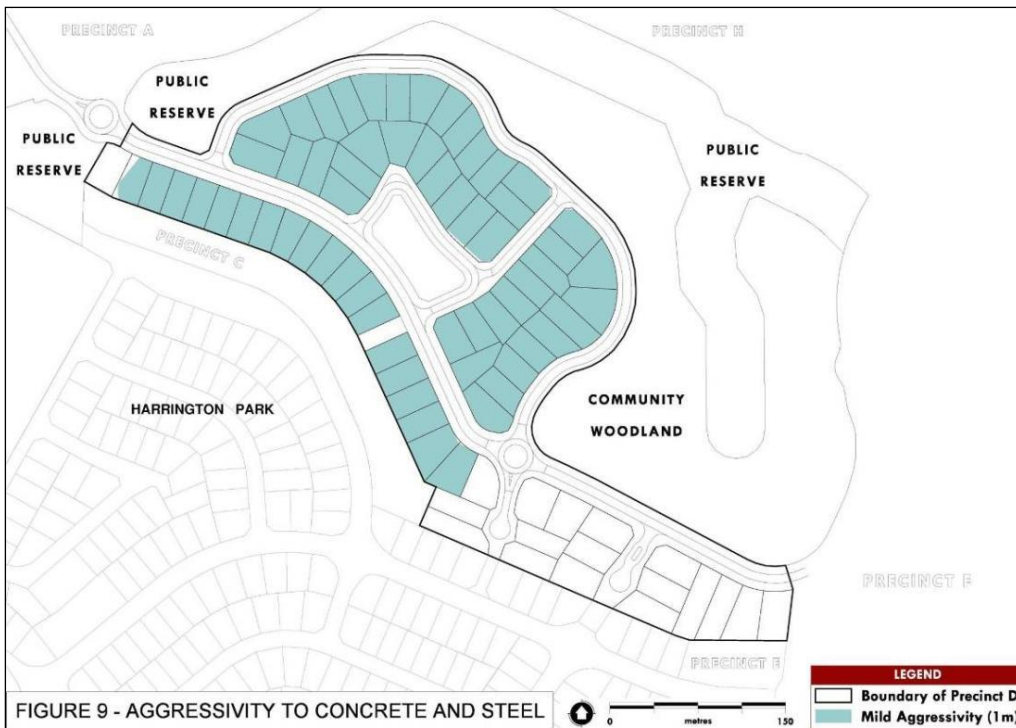 PRECINCT A
PRECINCT H
PUBLIC
RESERVE
PUBLIC
RESERVE
PUBLIC
RESERVE
PRECINCT C
HARRINGTON PARK
COMMUNITY
WOODLAND
PRECINCT E
PRECINCT E
LEGEND
Boundary of Precinct D
Mild Aggressivity (1m)
FIGURE 9 - AGGRESSIVITY TO CONCRETE AND STEEL
0 metres 150